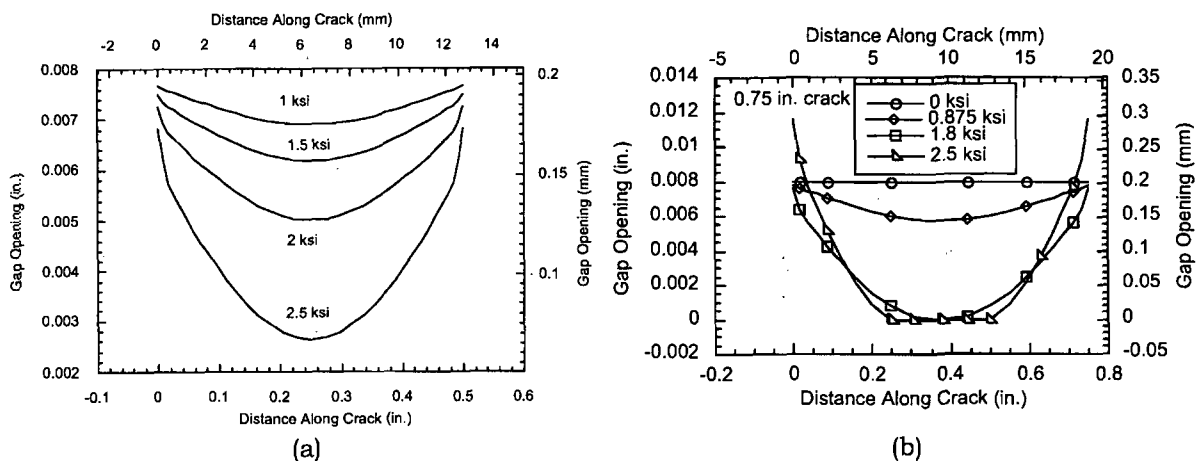 Distance Along Crack (mm)
-2 0 2 4 6 8 10 12 14
0.008
0.007
0.006
0.005
0.004
0.003
0.002
Gap Opening (in.)
1 ksi
1.5 ksi
2 ksi
2.5 ksi
0.2
0.15
0.1
Gap Opening (mm)
-0.1 0 0.1 0.2 0.3 0.4 0.5 0.6
Distance Along Crack (in.)
(a)
Distance Along Crack (mm)
-5 0 5 10 15 20
0.014
0.012
0.01
0.008
0.006
0.004
0.002
0
-0.002
Gap Opening (in.)
0.75 in. crack
0 ksi
0.875 ksi
1.8 ksi
2.5 ksi
0.35
0.3
0.25
0.2
0.15
0.1
0.05
0
-0.05
Gap Opening (mm)
-0.2 0 0.2 0.4 0.6 0.8
Distance Along Crack (in.)
(b)